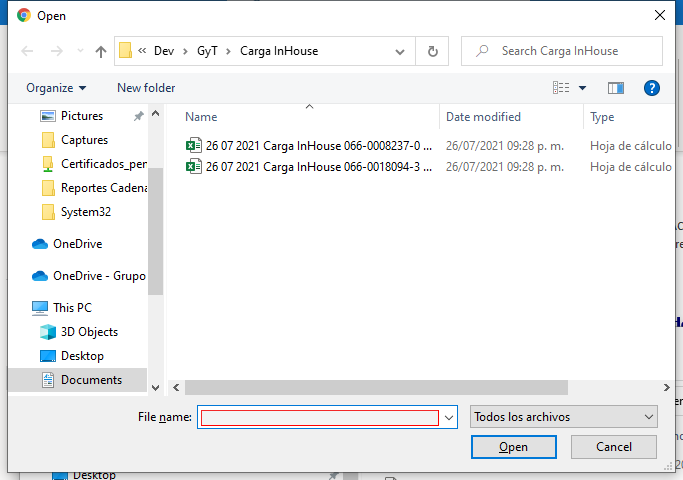 Open
« Dev > GyT > Carga InHouse
Search Carga InHouse
Organize
New folder
Name
Date modified
Type
Pictures
Captures
Certificados_per
Reportes Cadena
System32
OneDrive
OneDrive - Grupo
This PC
3D Objects
Desktop
Documents
26 07 2021 Carga InHouse 066-0008237-0 ...
26/07/2021 09:28 p. m.
Hoja de cálculo
26 07 2021 Carga InHouse 066-0018094-3 ...
26/07/2021 09:28 p. m.
Hoja de cálculo
File name:
Todos los archivos
Open
Cancel
Desktop